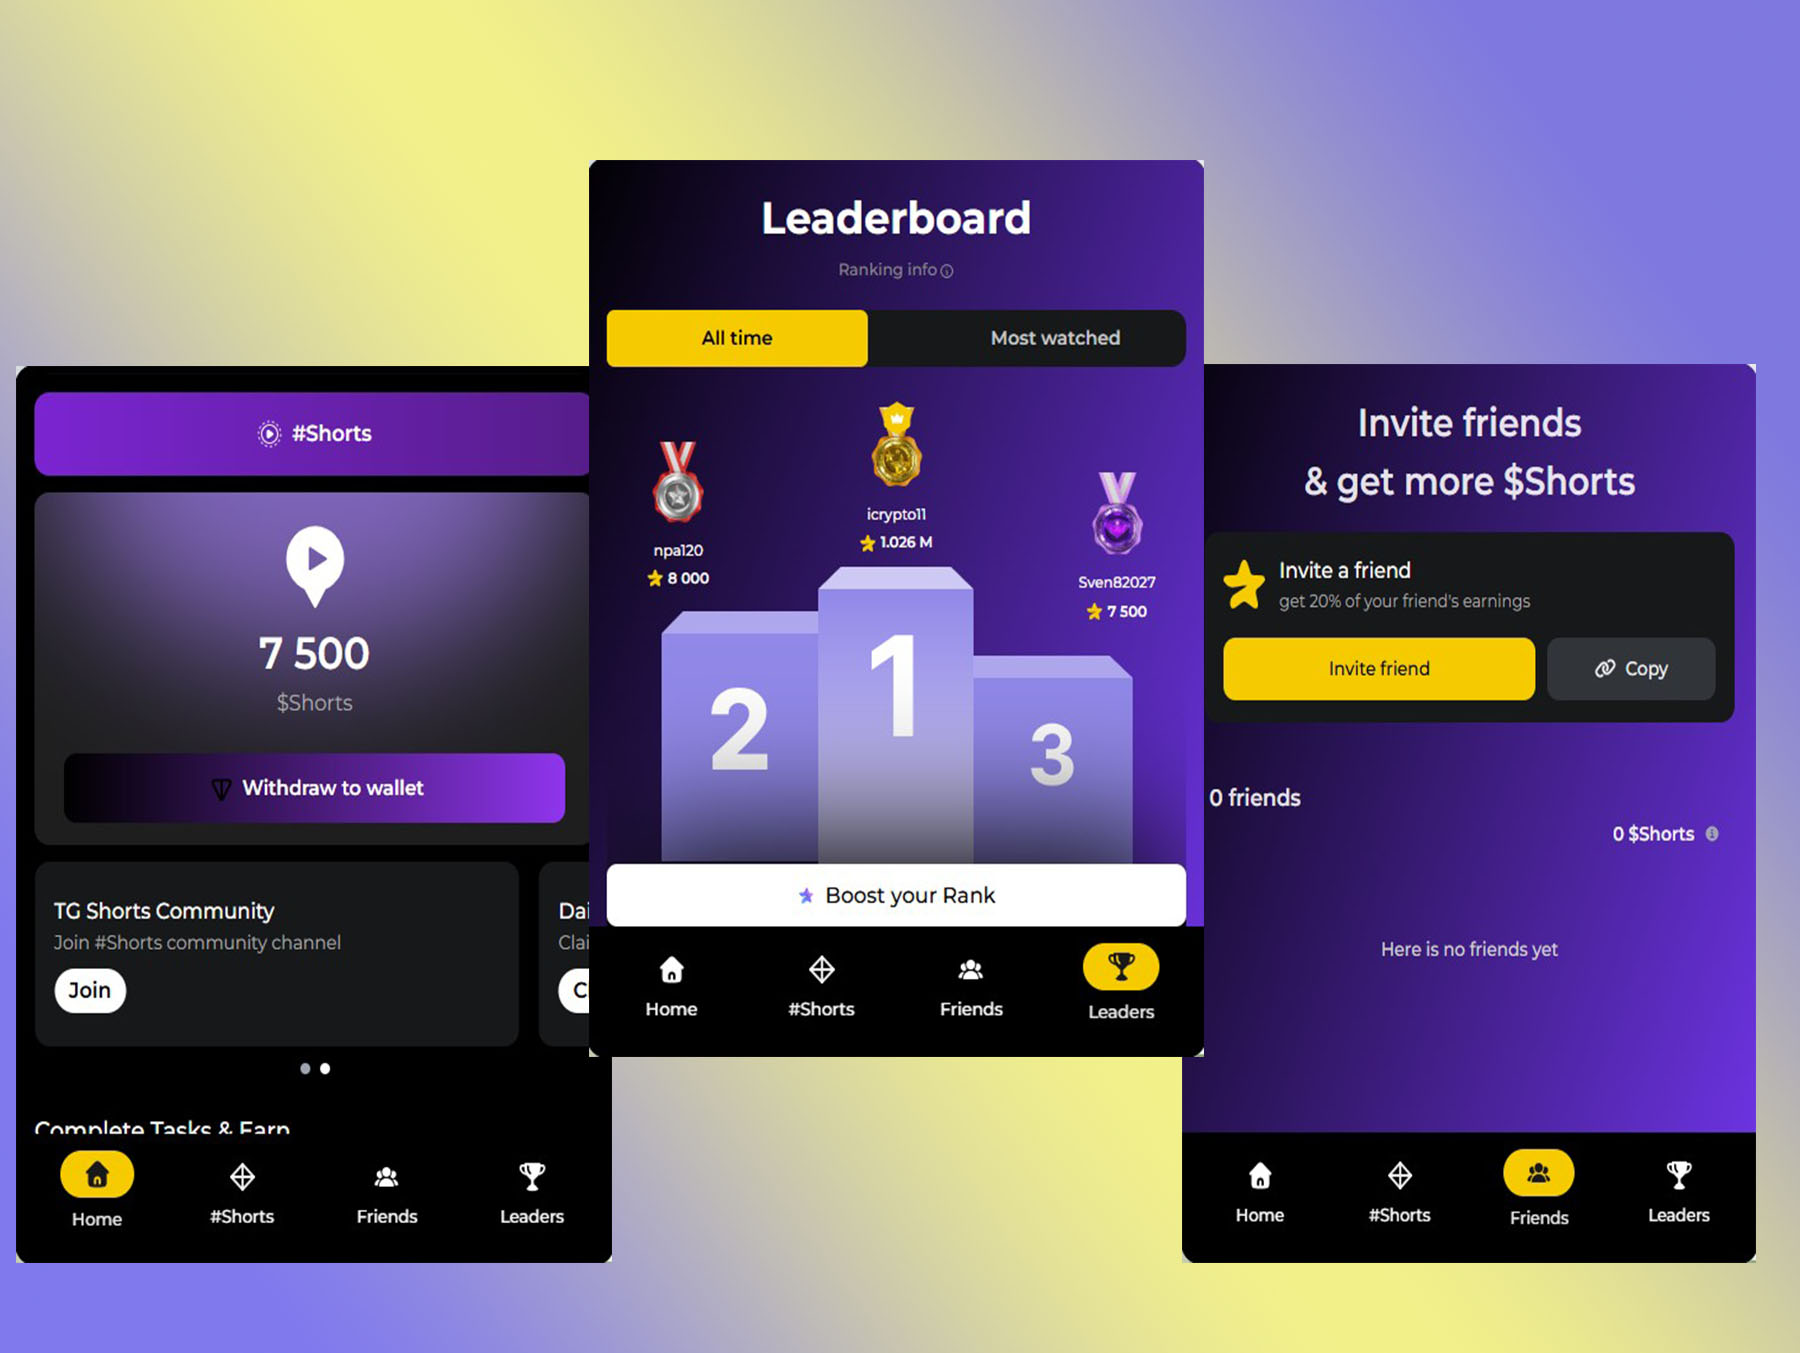 #Shorts
7 500
$Shorts
Withdraw to wallet
TG Shorts Community
Join #Shorts community channel
Join
Dai
Clai
Complete Tasks & Earn
Home
#Shorts
Friends
Leaders
Leaderboard
Ranking info
All time
Most watched
icrypto11
1.026 M
npa120
8 000
Sven82027
7 500
1
2
3
Boost your Rank
Home
#Shorts
Friends
Leaders
Invite friends
& get more $Shorts
Invite a friend
get 20% of your friend's earnings
Invite friend
Copy
0 friends
0 $Shorts
Here is no friends yet
Home
#Shorts
Friends
Leaders